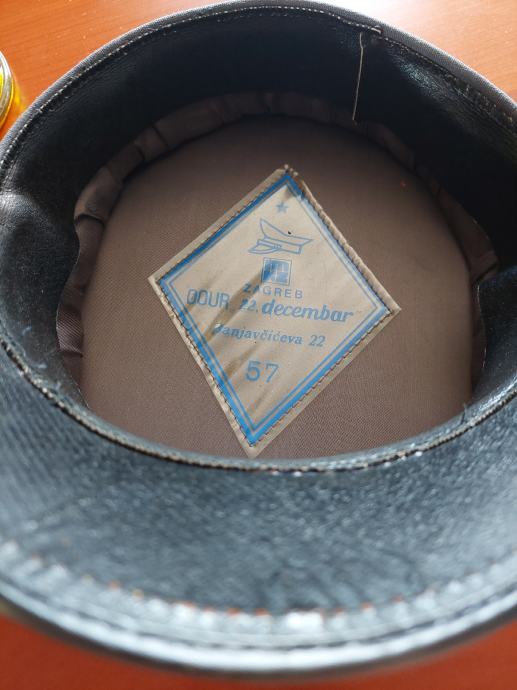 ZAGREB
OOUR „22. decembar”
Banjavčićeva 22
57